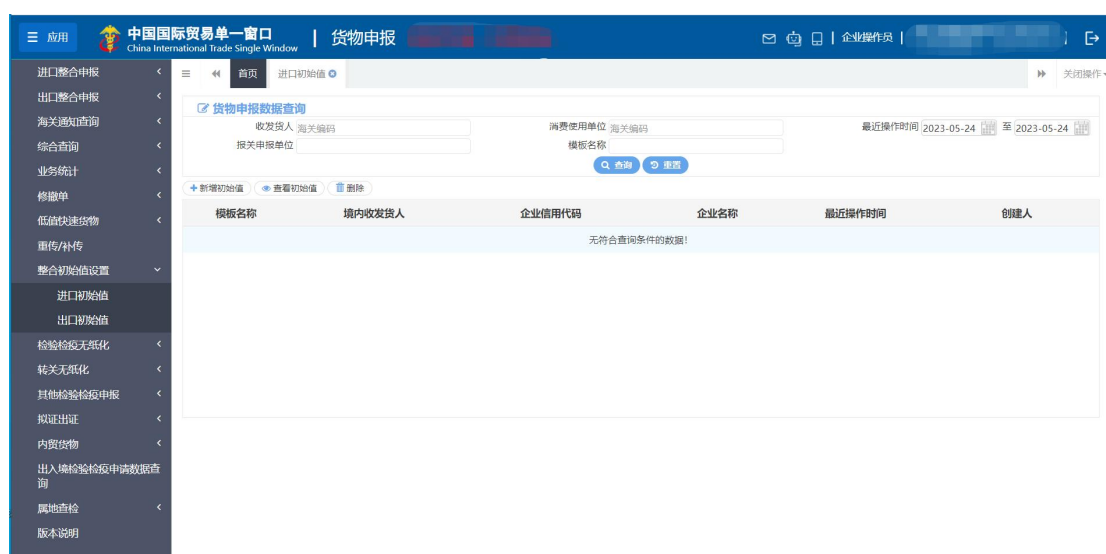 应用
中国国际贸易单一窗口
China International Trade Single Window
货物申报
企业操作员
进口整合申报
出口整合申报
海关通知查询
综合查询
业务统计
修撤单
低值快速货物
重传/补传
整合初始值设置
进口初始值
出口初始值
检验检疫无纸化
转关无纸化
其他检验检疫申报
拟证出证
内贸货物
出入境检验检疫申请数据查
询
属地查检
版本说明
首页
进口初始值
关闭操作
货物申报数据查询
收发货人 海关编码
消费使用单位 海关编码
最近操作时间 2023-05-24 至 2023-05-24
报关申报单位
模板名称
查询
重置
新增初始值
查看初始值
删除
模板名称 境内收发货人 企业信用代码 企业名称 最近操作时间 创建人
无符合查询条件的数据!